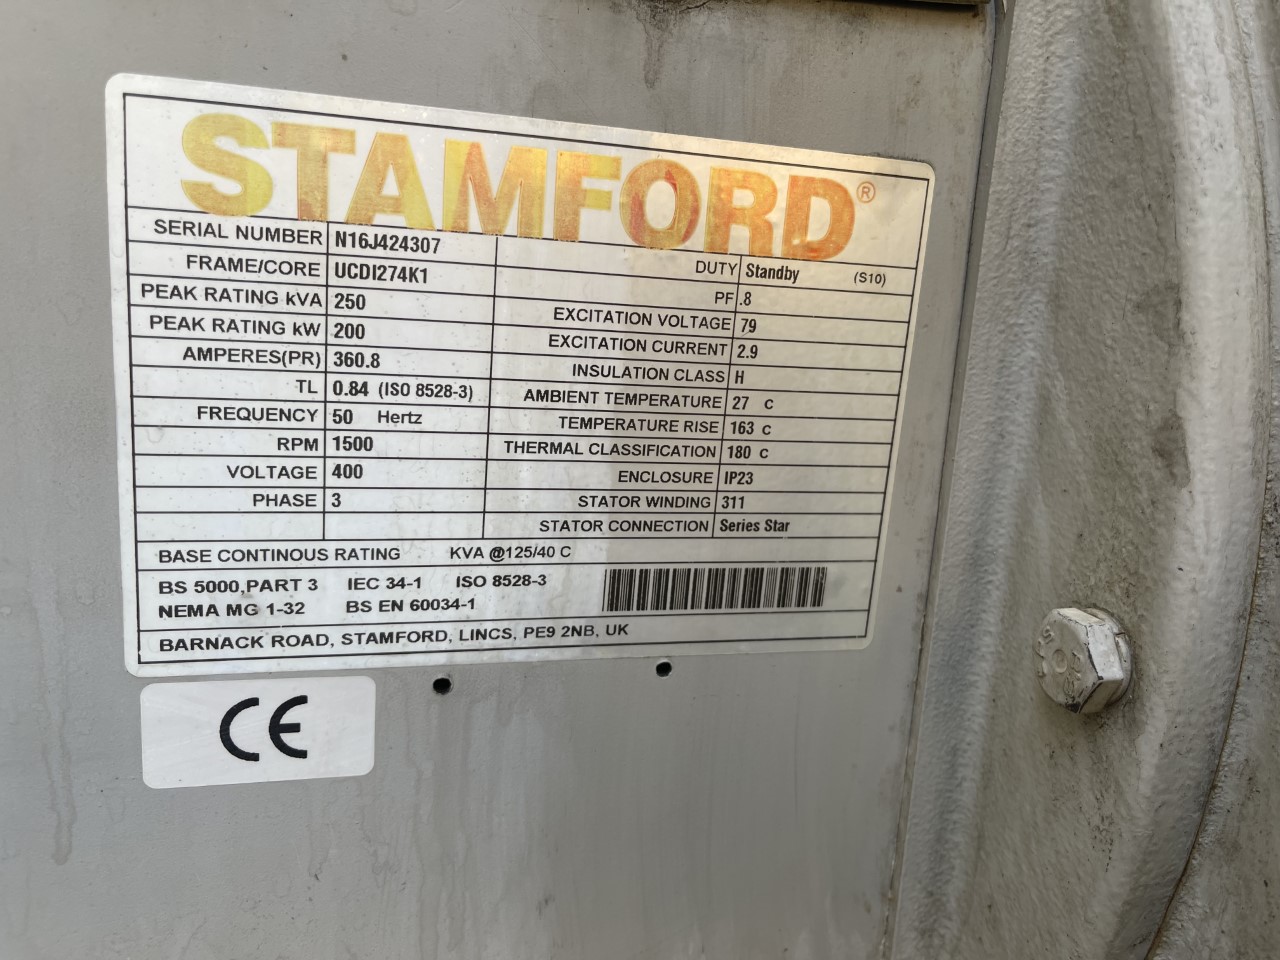 STAMFORD®
SERIAL NUMBER N16J424307
FRAME/CORE UCDI274K1
PEAK RATING kVA 250
PEAK RATING kW 200
AMPERES(PR) 360.8
TL 0.84 (ISO 8528-3)
FREQUENCY 50 Hertz
RPM 1500
VOLTAGE 400
PHASE 3
DUTY Standby (S10)
PF .8
EXCITATION VOLTAGE 79
EXCITATION CURRENT 2.9
INSULATION CLASS H
AMBIENT TEMPERATURE 27 C
TEMPERATURE RISE 163 C
THERMAL CLASSIFICATION 180 C
ENCLOSURE IP23
STATOR WINDING 311
STATOR CONNECTION Series Star
BASE CONTINOUS RATING KVA @125/40 C
BS 5000,PART 3 IEC 34-1 ISO 8528-3
NEMA MG 1-32 BS EN 60034-1
BARNACK ROAD, STAMFORD, LINCS, PE9 2NB, UK
CE